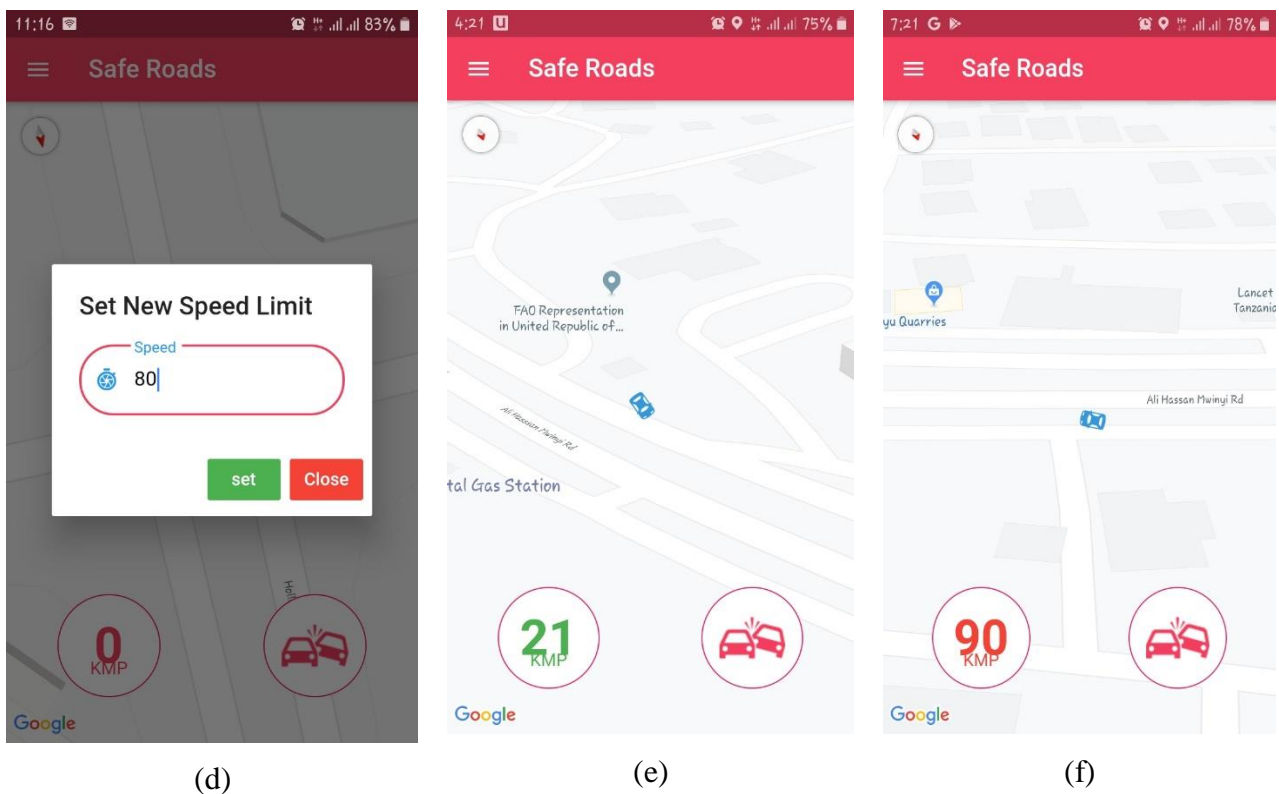 11:16
83%
Safe Roads
Set New Speed Limit
Speed
80
set
Close
0
KMP
Google
(d)
4:21
75%
Safe Roads
FAO Representation
in United Republic of...
Ali Hassan Mwinyi Rd
tal Gas Station
21
KMP
Google
(e)
7:21 G
78%
Safe Roads
yu Quarries
Lancet
Tanzania
Ali Hassan Mwinyi Rd
90
KMP
Google
(f)